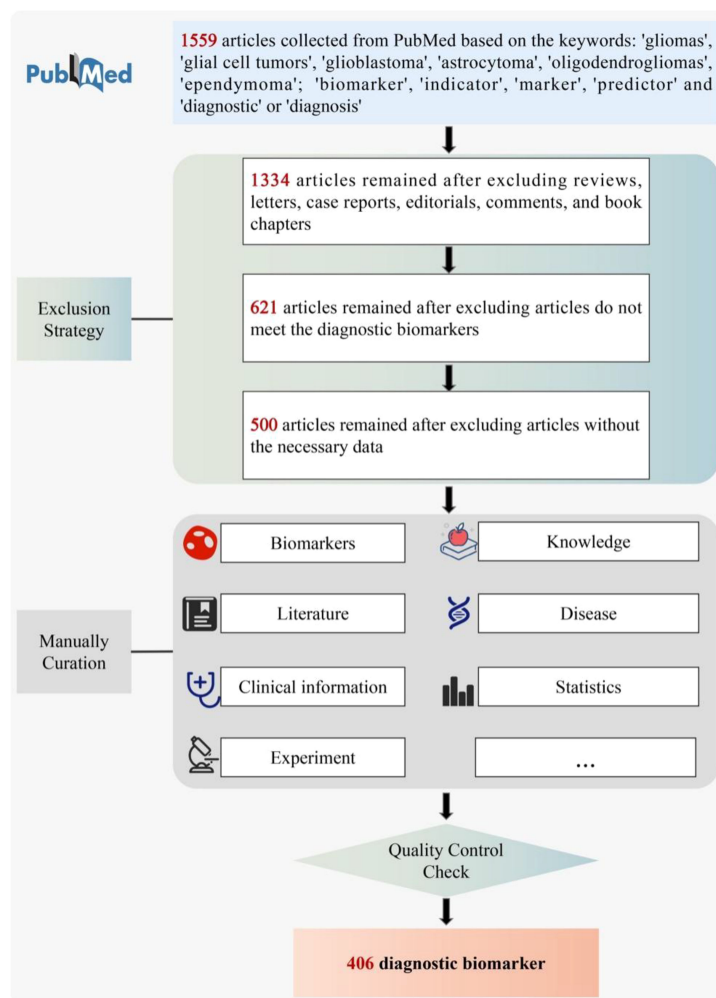 1559 articles collected from PubMed based on the keywords: 'gliomas',
'glial cell tumors', 'glioblastoma', 'astrocytoma', 'oligodendrogliomas',
'ependymoma'; 'biomarker', 'indicator', 'marker', 'predictor' and
'diagnostic' or 'diagnosis'
PubMed
1334 articles remained after excluding reviews,
letters, case reports, editorials, comments, and book
chapters
Exclusion
Strategy
621 articles remained after excluding articles do not
meet the diagnostic biomarkers
500 articles remained after excluding articles without
the necessary data
Biomarkers
Knowledge
Literature
Disease
Manually
Curation
Clinical information
Statistics
Experiment
...
Quality Control
Check
406 diagnostic biomarker